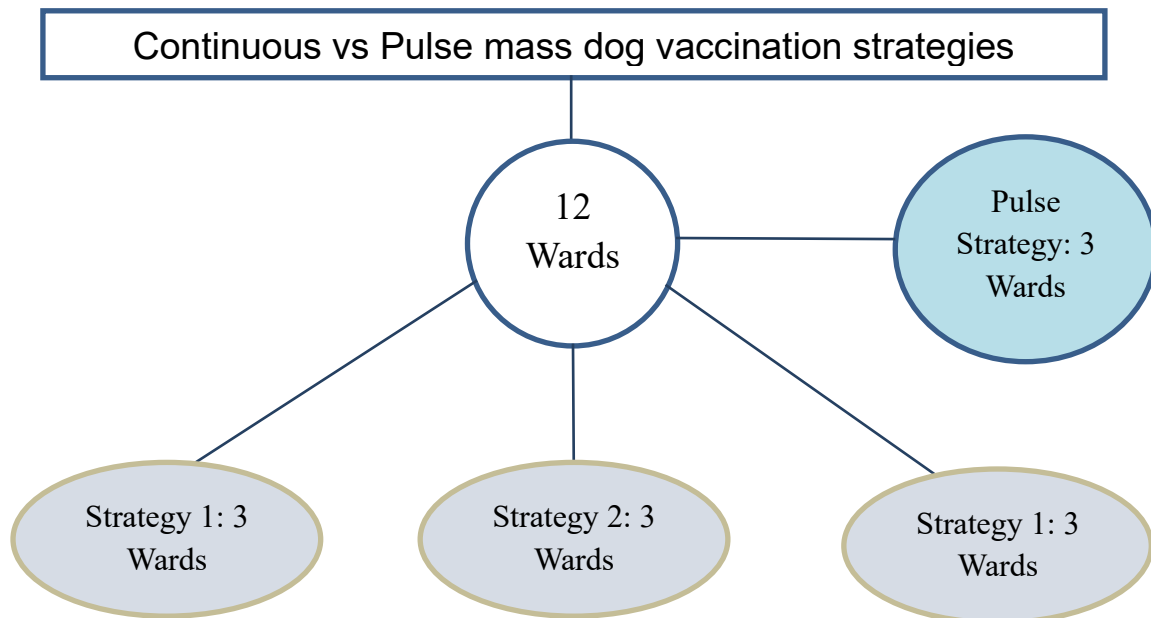 Continuous vs Pulse mass dog vaccination strategies
12
Wards
Pulse
Strategy: 3
Wards
Strategy 1: 3
Wards
Strategy 2: 3
Wards
Strategy 1: 3
Wards